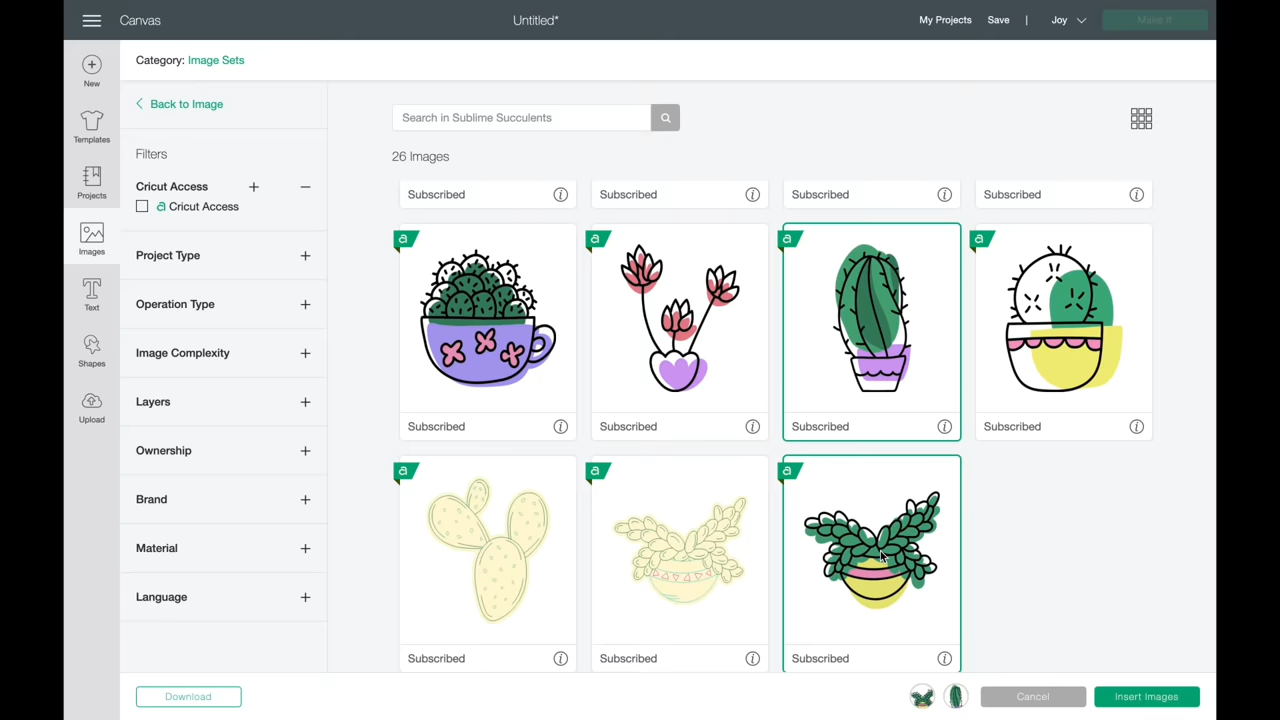 Canvas
Untitled*
My Projects
Save
|
Joy
Make It
Category: Image Sets
New
Templates
Projects
Images
Text
Shapes
Upload
Back to Image
Filters
Cricut Access
a Cricut Access
Project Type
Operation Type
Image Complexity
Layers
Ownership
Brand
Material
Language
Search in Sublime Succulents
26 Images
Subscribed
Subscribed
Subscribed
Subscribed
a
a
a
a
Subscribed
Subscribed
Subscribed
Subscribed
a
a
a
Subscribed
Subscribed
Subscribed
Download
Cancel
Insert Images